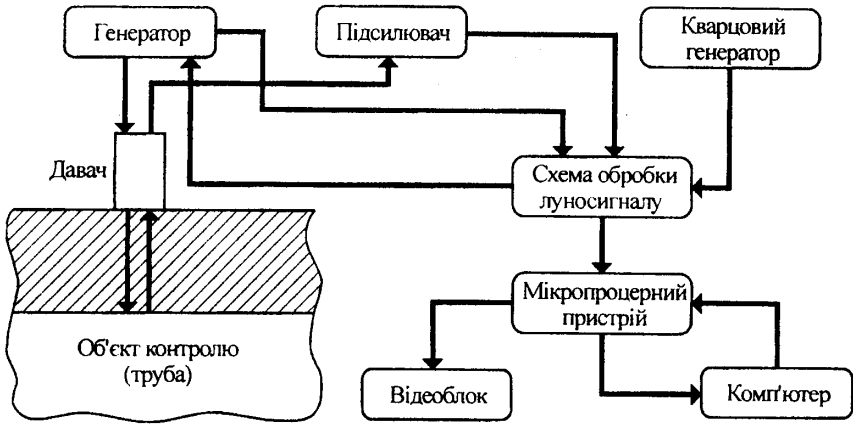 Генератор
Підсилювач
Кварцовий
генератор
Давач
Схема обробки
луносигналу
Мікропроцерний
пристрій
Об'єкт контролю
(труба)
Відеоблок
Комп'ютер